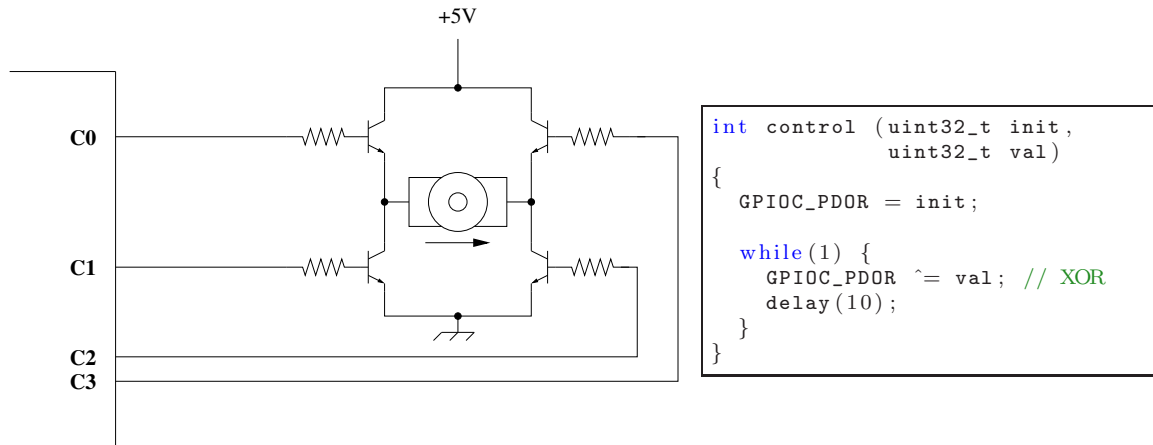 +5V
C0
C1
C2
C3
int control (uint32_t init,
uint32_t val)
{
GPIOC_PDOR = init;
while(1) {
GPIOC_PDOR ^= val; // XOR
delay(10);
}
}